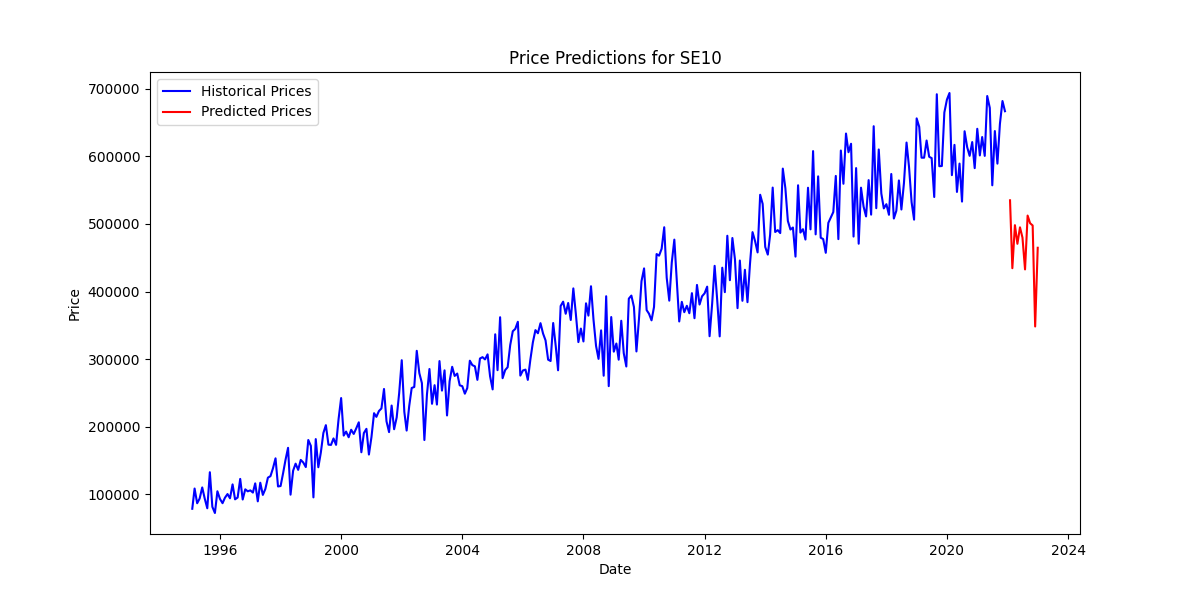 Price Predictions for SE10
Historical Prices
Predicted Prices
700000
600000
500000
400000
300000
200000
100000
Price
1996 2000 2004 2008 2012 2016 2020 2024
Date